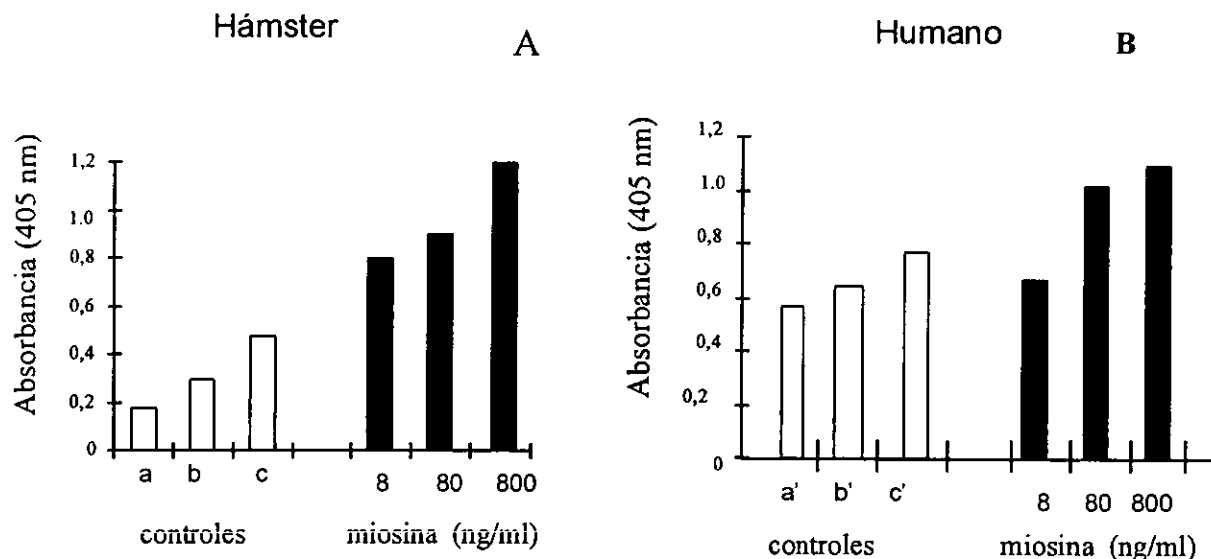 Hámster
A
Absorbancia (405 nm)
1,2
1.0
0,8
0,6
0,4
0,2
0
a b c
8 80 800
controles
miosina (ng/ml)
Humano
B
Absorbancia (405 nm)
1,2
1.0
0,8
0,6
0,4
0,2
0
a' b' c'
8 80 800
controles
miosina (ng/ml)